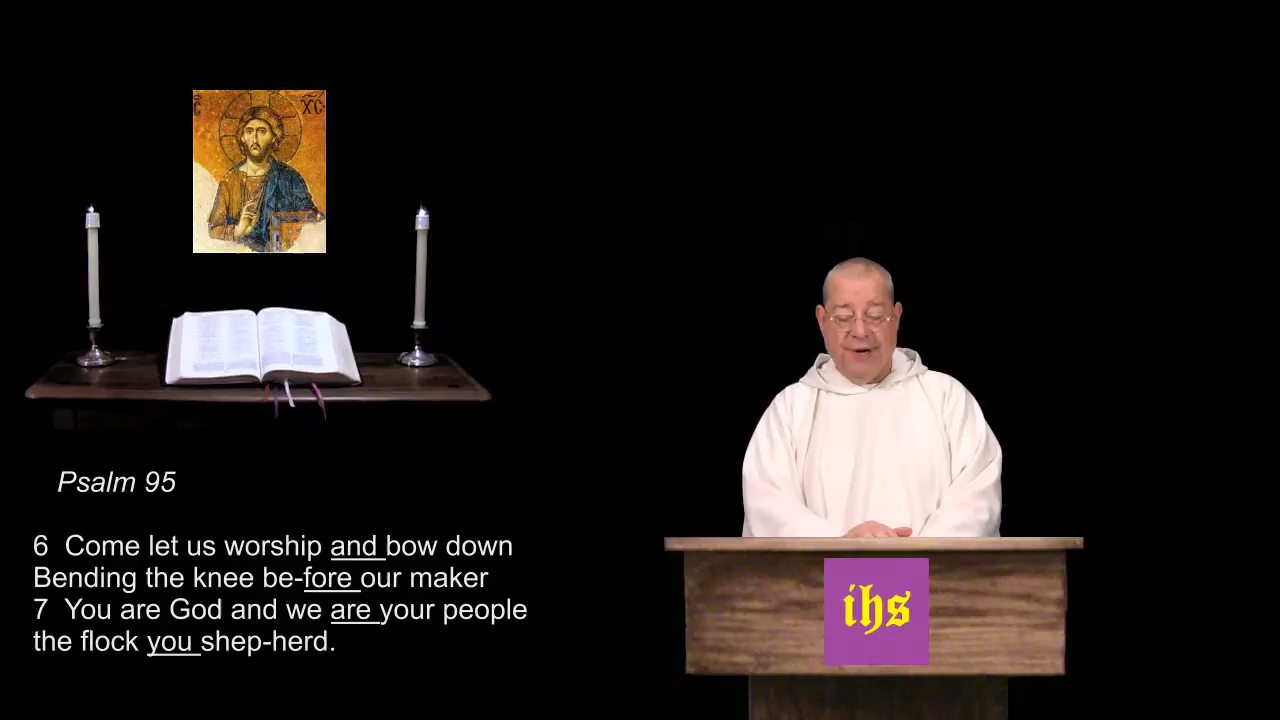 XC
Psalm 95
6 Come let us worship and bow down
Bending the knee be-fore our maker
7 You are God and we are your people
the flock you shep-herd.
ihs